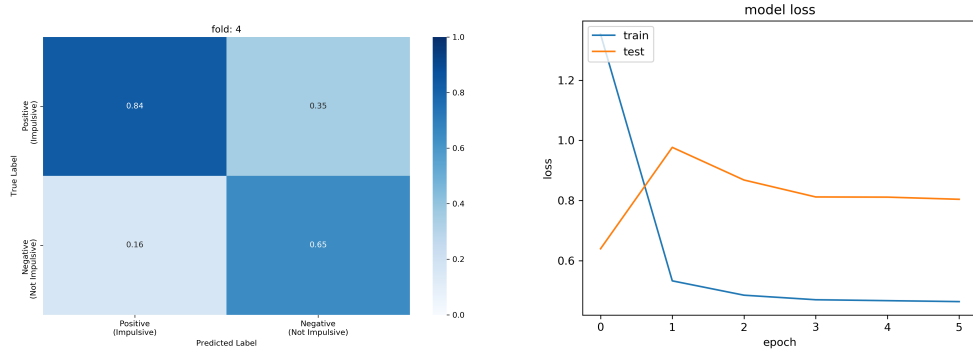 fold: 4
True Label
Positive
(Impulsive)
0.84
0.35
Negative
(Not Impulsive)
0.16
0.65
Positive
(Impulsive)
Negative
(Not Impulsive)
Predicted Label
1.0
0.8
0.6
0.4
0.2
0.0
model loss
train
test
loss
1.2
1.0
0.8
0.6
0
1
2
3
4
5
epoch